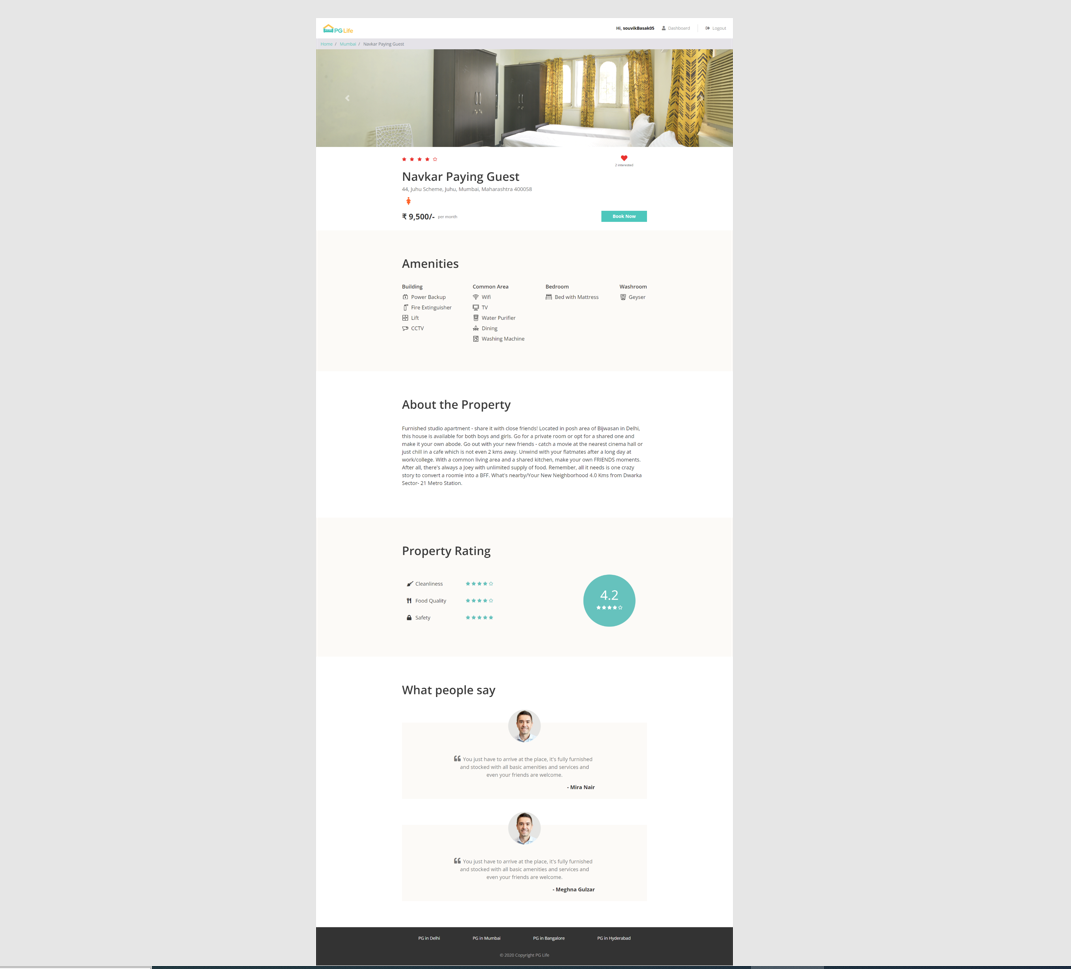 PG Life
Hi, souvikBasak95
Dashboard
Logout
Home / Mumbai / Navkar Paying Guest
2 interested
Navkar Paying Guest
44, Juhu Scheme, Juhu, Mumbai, Maharashtra 400058
₹ 9,500/- per month
Book Now
Amenities
Building
Power Backup
Fire Extinguisher
Lift
CCTV
Common Area
Wifi
TV
Water Purifier
Dining
Washing Machine
Bedroom
Bed with Mattress
Washroom
Geyser
About the Property
Furnished studio apartment - share it with close friends! Located in posh area of Bijwasan in Delhi,
this house is available for both boys and girls. Go for a private room or opt for a shared one and
make it your own abode. Go out with your new friends - catch a movie at the nearest cinema hall or
just chill in a cafe which is not even 2 kms away. Unwind with your flatmates after a long day at
work/college. With a common living area and a shared kitchen, make your own FRIENDS moments.
After all, there's always a Joey with unlimited supply of food. Remember, all it needs is one crazy
story to convert a roomie into a BFF. What's nearby/Your New Neighborhood 4.0 Kms from Dwarka
Sector- 21 Metro Station.
Property Rating
Cleanliness
Food Quality
Safety
4.2
What people say
You just have to arrive at the place, it's fully furnished
and stocked with all basic amenities and services and
even your friends are welcome.
- Mira Nair
You just have to arrive at the place, it's fully furnished
and stocked with all basic amenities and services and
even your friends are welcome.
- Meghna Gulzar
PG in Delhi
PG in Mumbai
PG in Bangalore
PG in Hyderabad
© 2020 Copyright PG Life